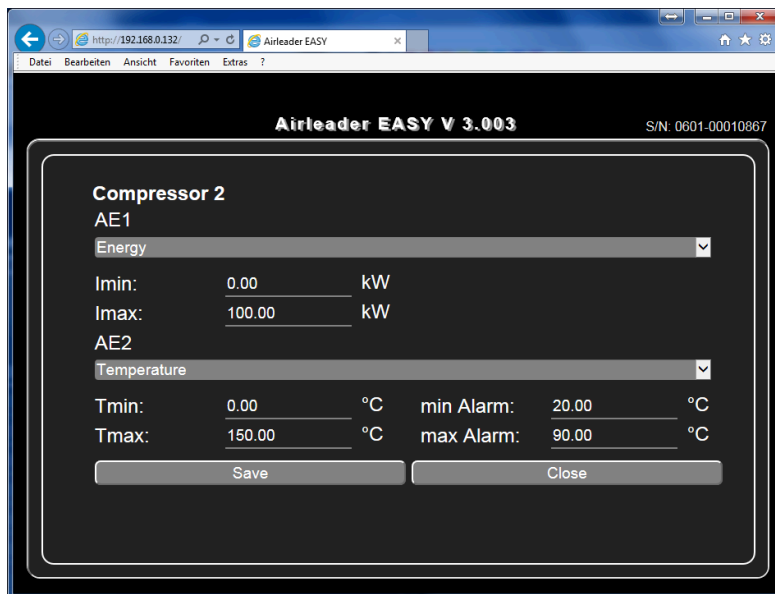 http://192.168.0.132/ Airleader EASY
Datei Bearbeiten Ansicht Favoriten Extras ?
Airleader EASY V 3.003 S/N: 0601-00010867
Compressor 2
AE1
Energy
Imin: 0.00 kW
Imax: 100.00 kW
AE2
Temperature
Tmin: 0.00 °C min Alarm: 20.00 °C
Tmax: 150.00 °C max Alarm: 90.00 °C
Save Close